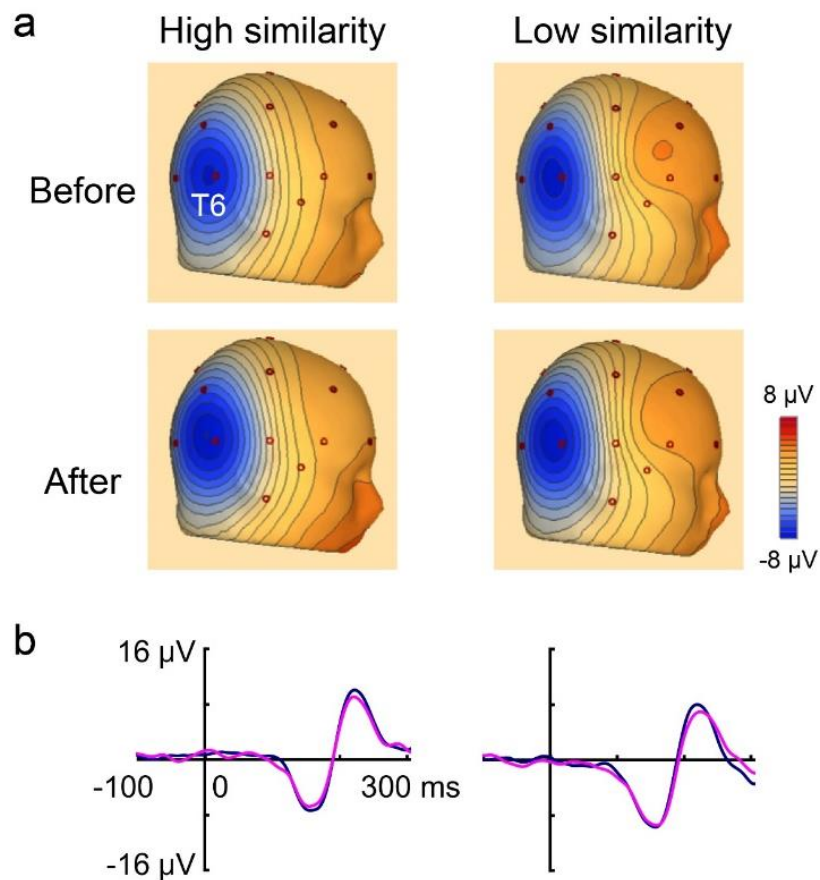 a
High similarity
Low similarity
Before
T6
After
8 µV
-8 µV
b
16 µV
-100
0
300 ms
-16 µV